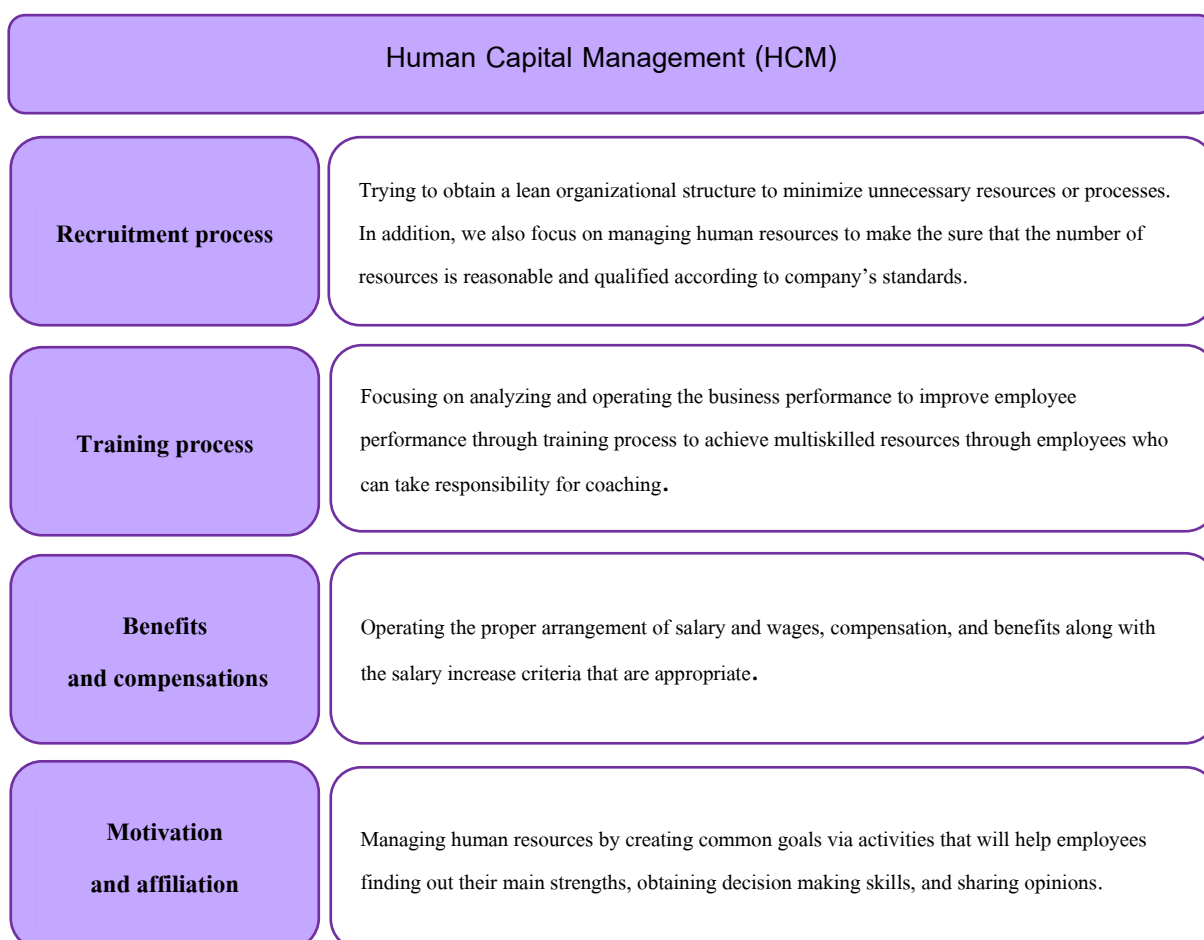 Human Capital Management (HCM)
Recruitment process
Trying to obtain a lean organizational structure to minimize unnecessary resources or processes.
In addition, we also focus on managing human resources to make the sure that the number of
resources is reasonable and qualified according to company’s standards.
Training process
Focusing on analyzing and operating the business performance to improve employee
performance through training process to achieve multiskilled resources through employees who
can take responsibility for coaching.
Benefits
and compensations
Operating the proper arrangement of salary and wages, compensation, and benefits along with
the salary increase criteria that are appropriate.
Motivation
and affiliation
Managing human resources by creating common goals via activities that will help employees
finding out their main strengths, obtaining decision making skills, and sharing opinions.